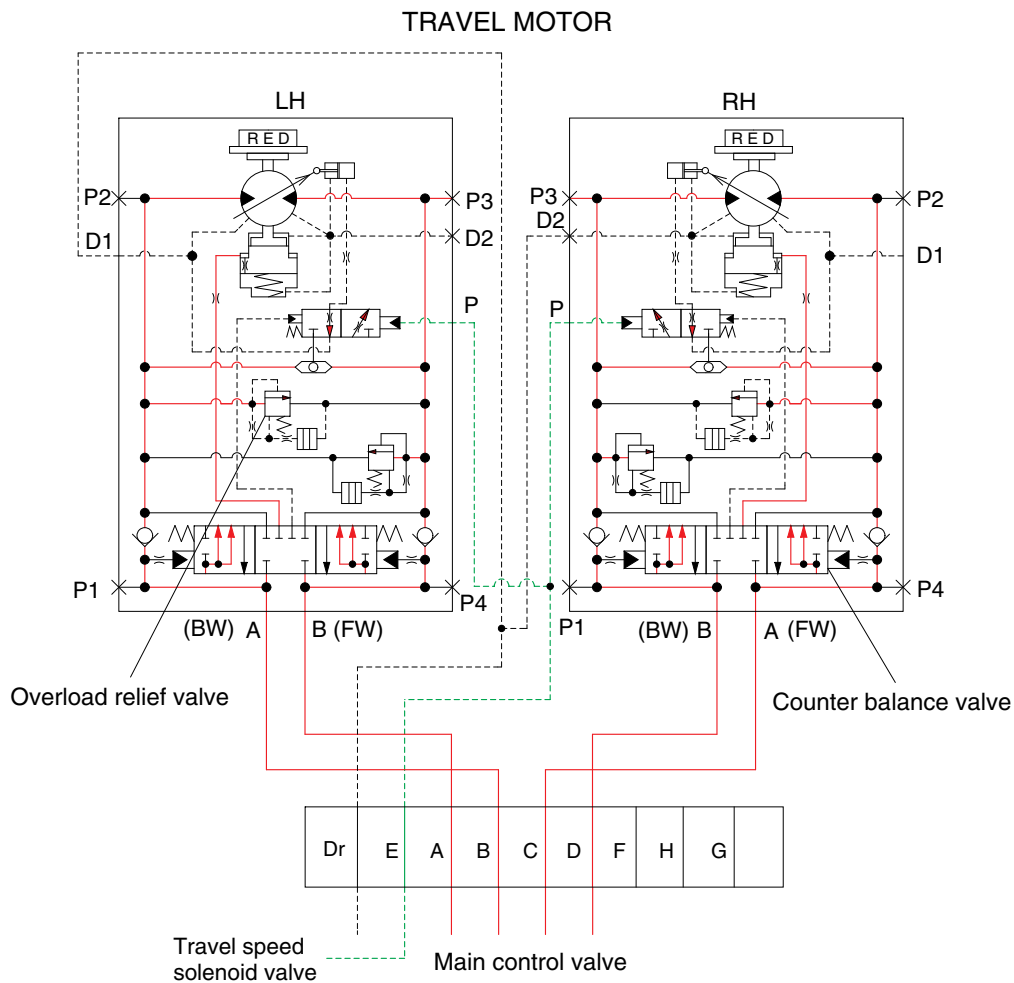 TRAVEL MOTOR
LH
RH
RED
RED
P2
P3
P3
P2
D1
D2
D2
D1
P
P
P1
P4
P1
P4
(BW) A
B (FW)
(BW) B
A (FW)
Overload relief valve
Counter balance valve
Dr E A B C D F H G
Travel speed
solenoid valve
Main control valve